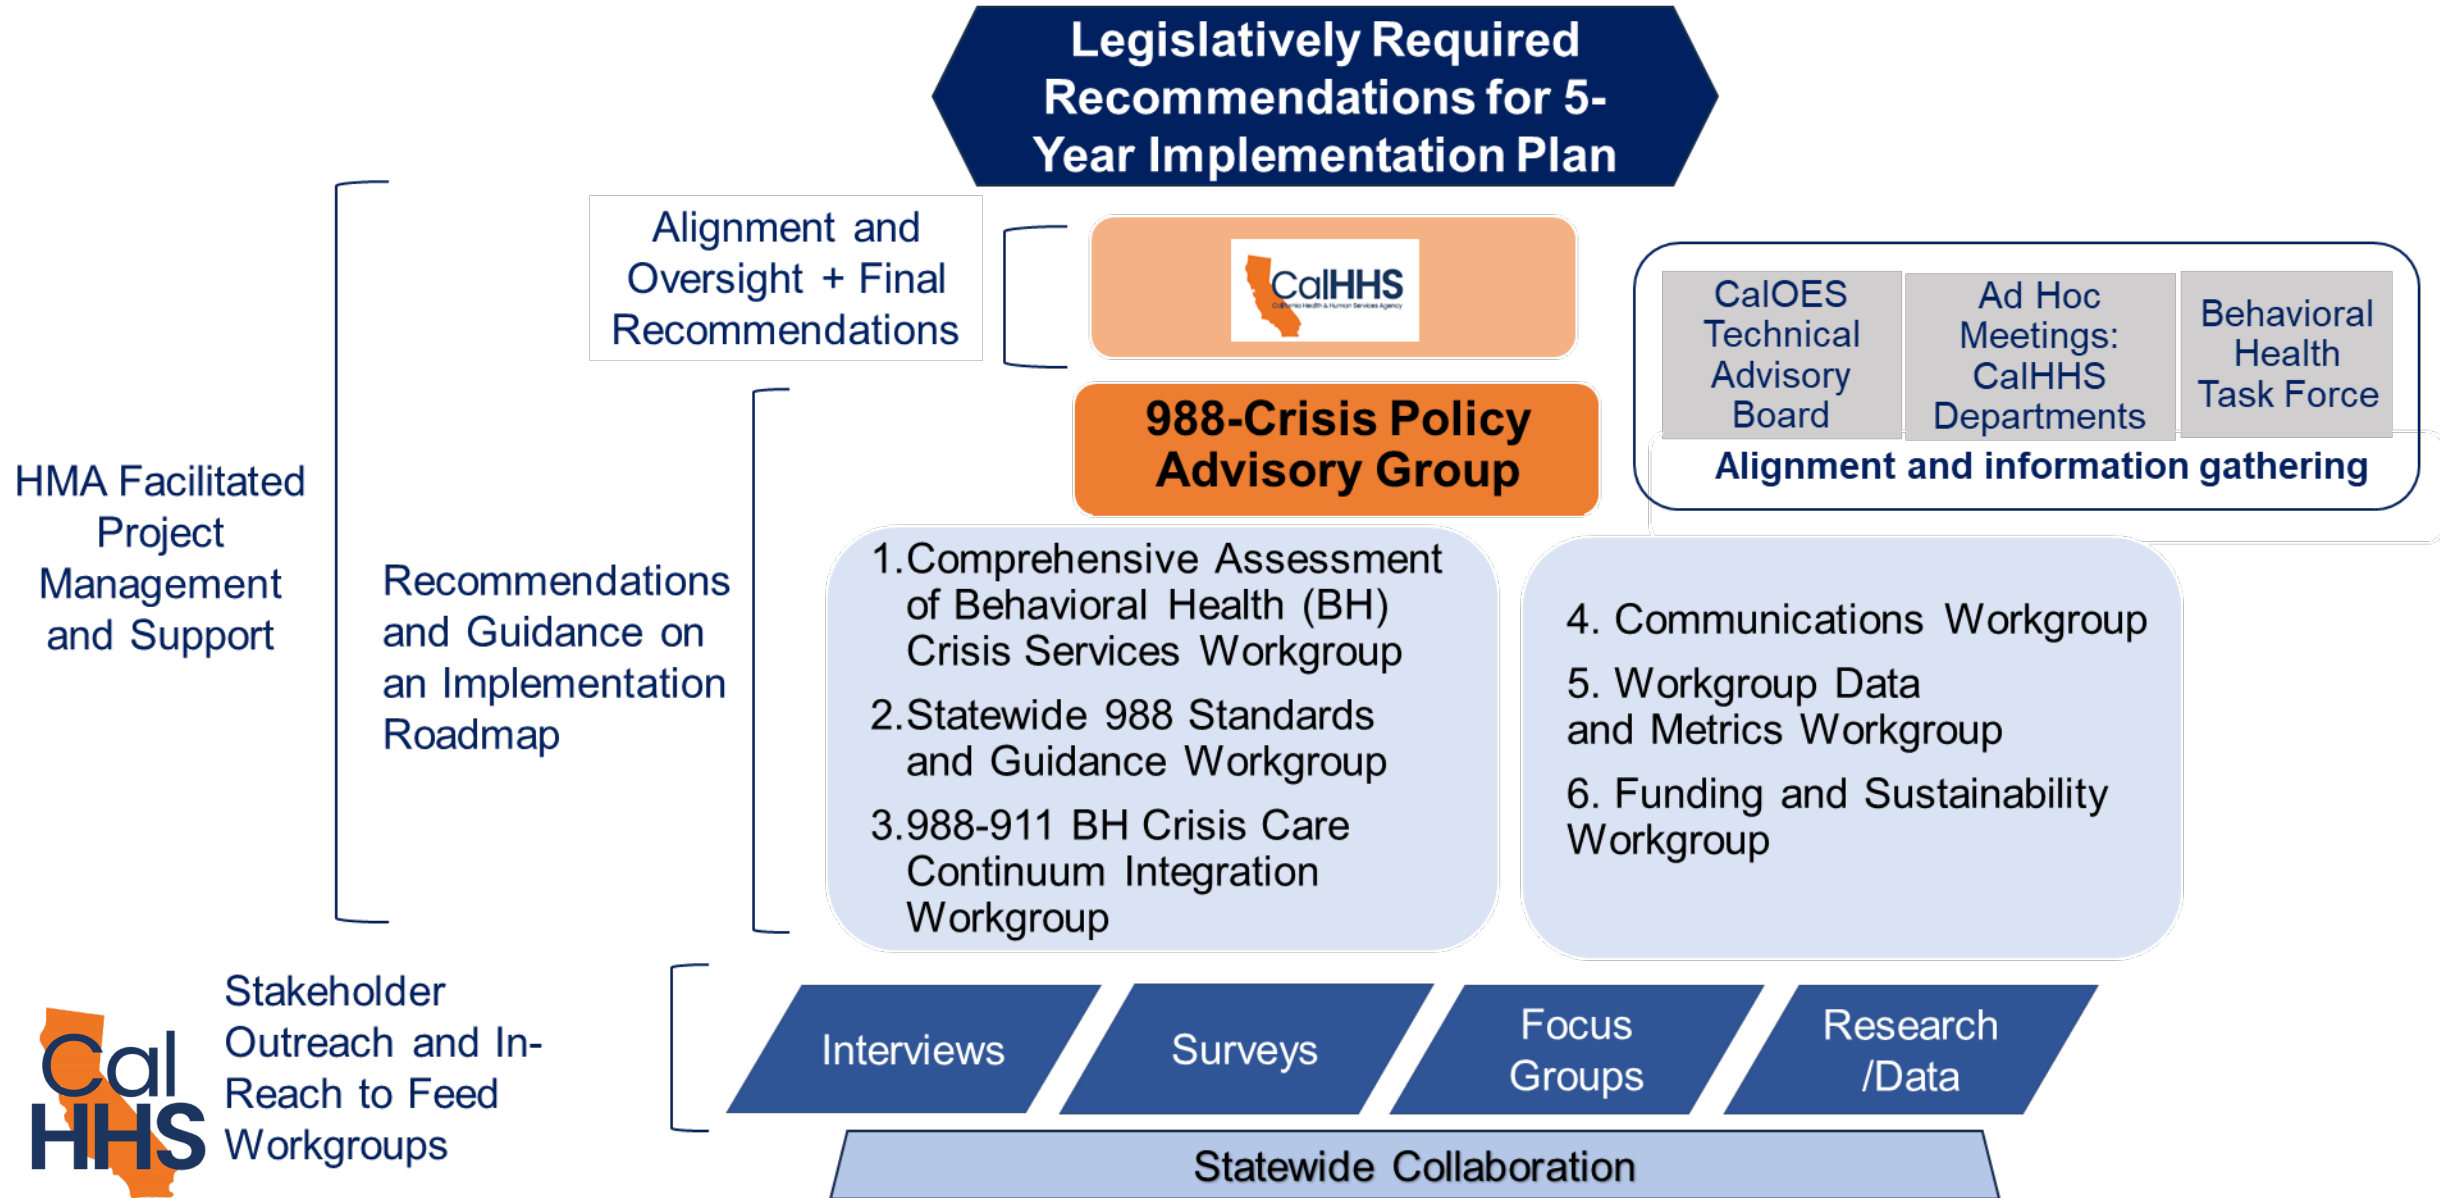 Legislatively Required
Recommendations for 5-
Year Implementation Plan
Alignment and
Oversight + Final
Recommendations
CalHHS
California Health & Human Services Agency
CalOES
Technical
Advisory
Board
Ad Hoc
Meetings:
CalHHS
Departments
Behavioral
Health
Task Force
Alignment and information gathering
988-Crisis Policy
Advisory Group
HMA Facilitated
Project
Management
and Support
Recommendations
and Guidance on
an Implementation
Roadmap
1.Comprehensive Assessment
of Behavioral Health (BH)
Crisis Services Workgroup
2.Statewide 988 Standards
and Guidance Workgroup
3.988-911 BH Crisis Care
Continuum Integration
Workgroup
4. Communications Workgroup
5. Workgroup Data
and Metrics Workgroup
6. Funding and Sustainability
Workgroup
Cal
HHS
Stakeholder
Outreach and In-
Reach to Feed
Workgroups
Interviews
Surveys
Focus
Groups
Research
/Data
Statewide Collaboration